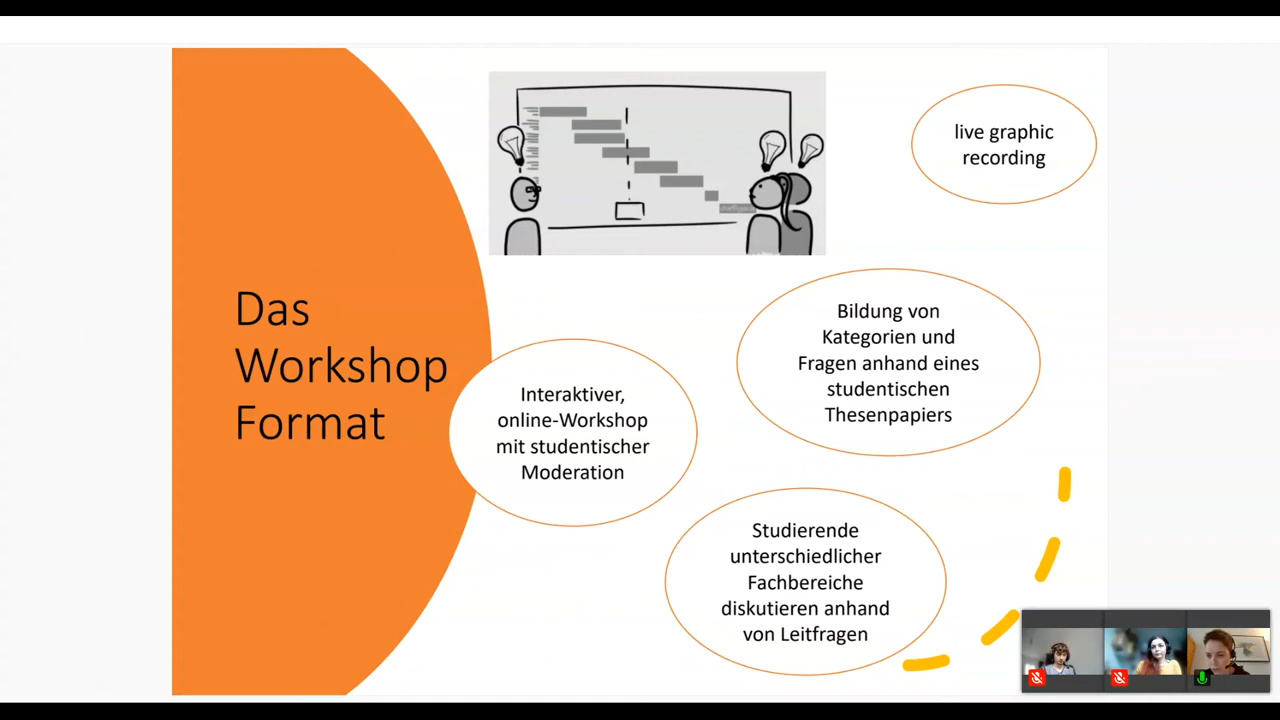 Das
Workshop
Format
live graphic
recording
Bildung von
Kategorien und
Fragen anhand eines
studentischen
Thesenpapiers
Interaktiver,
online-Workshop
mit studentischer
Moderation
Studierende
unterschiedlicher
Fachbereiche
diskutieren anhand
von Leitfragen